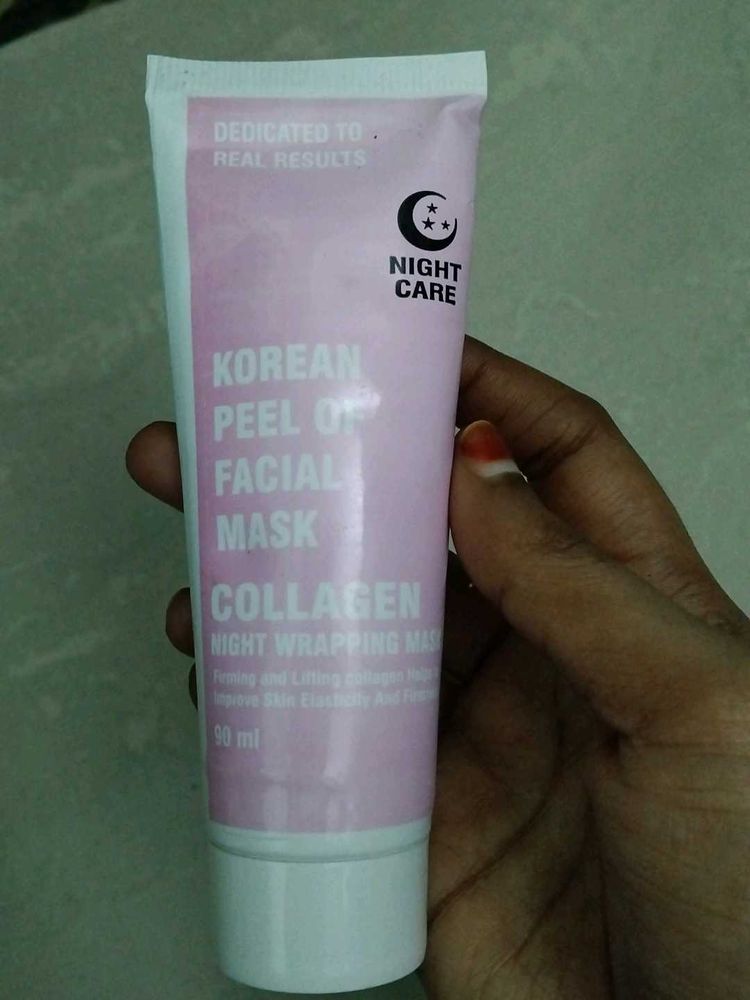 DEDICATED TO
REAL RESULTS
NIGHT
CARE
KOREAN
PEEL OF
FACIAL
MASK
COLLAGEN
NIGHT WRAPPING MASK
Firming and Lifting collagen Helps
Improve Skin Elasticity And
90 ml